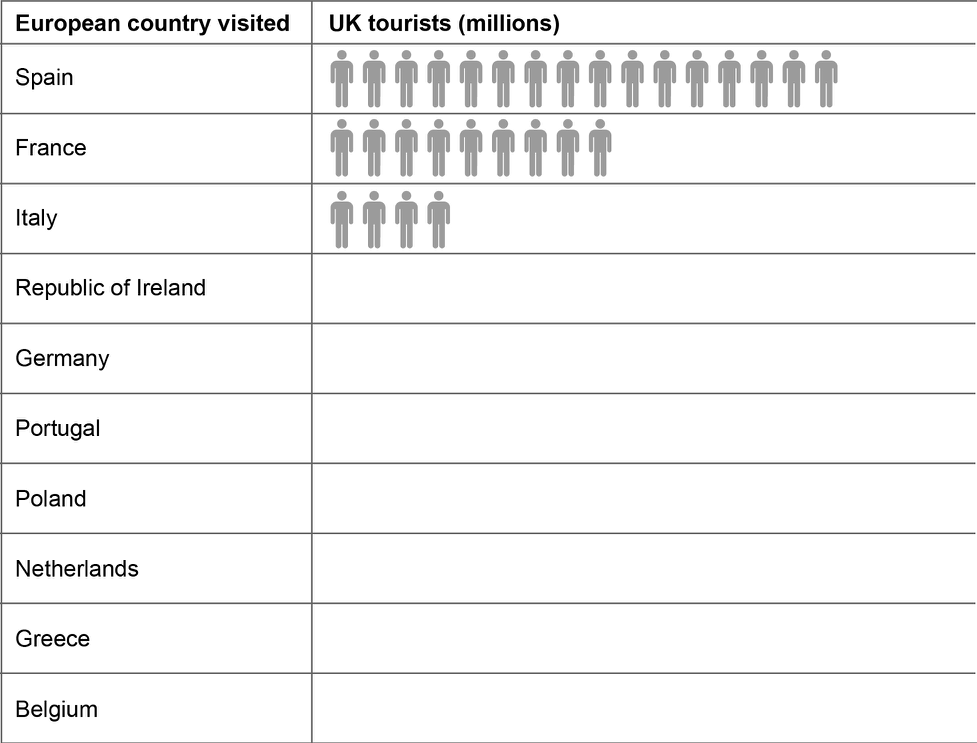 European country visited UK tourists (millions)
Spain
France
Italy
Republic of Ireland
Germany
Portugal
Poland
Netherlands
Greece
Belgium